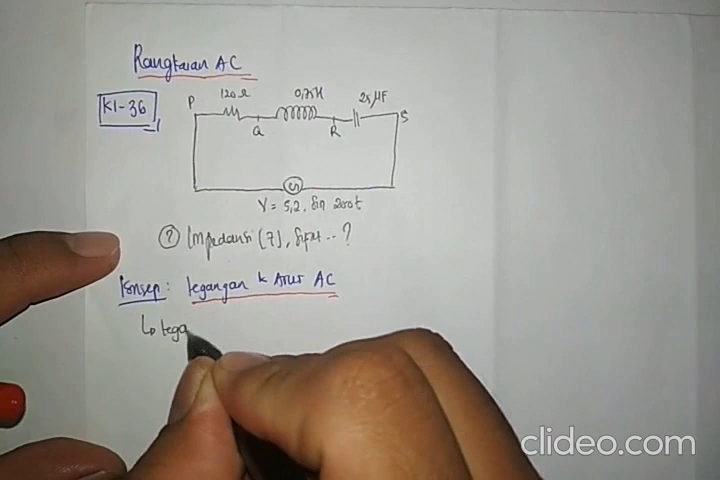 Rangkaian AC
K1-36
120 Ω 0,75H 25 μF
P Q R S
V = 5,2. Sin 200t
? Impedansi (Z), Sifat .. ?
Konsep : Tegangan & Arus AC
↳ tega
clideo.com